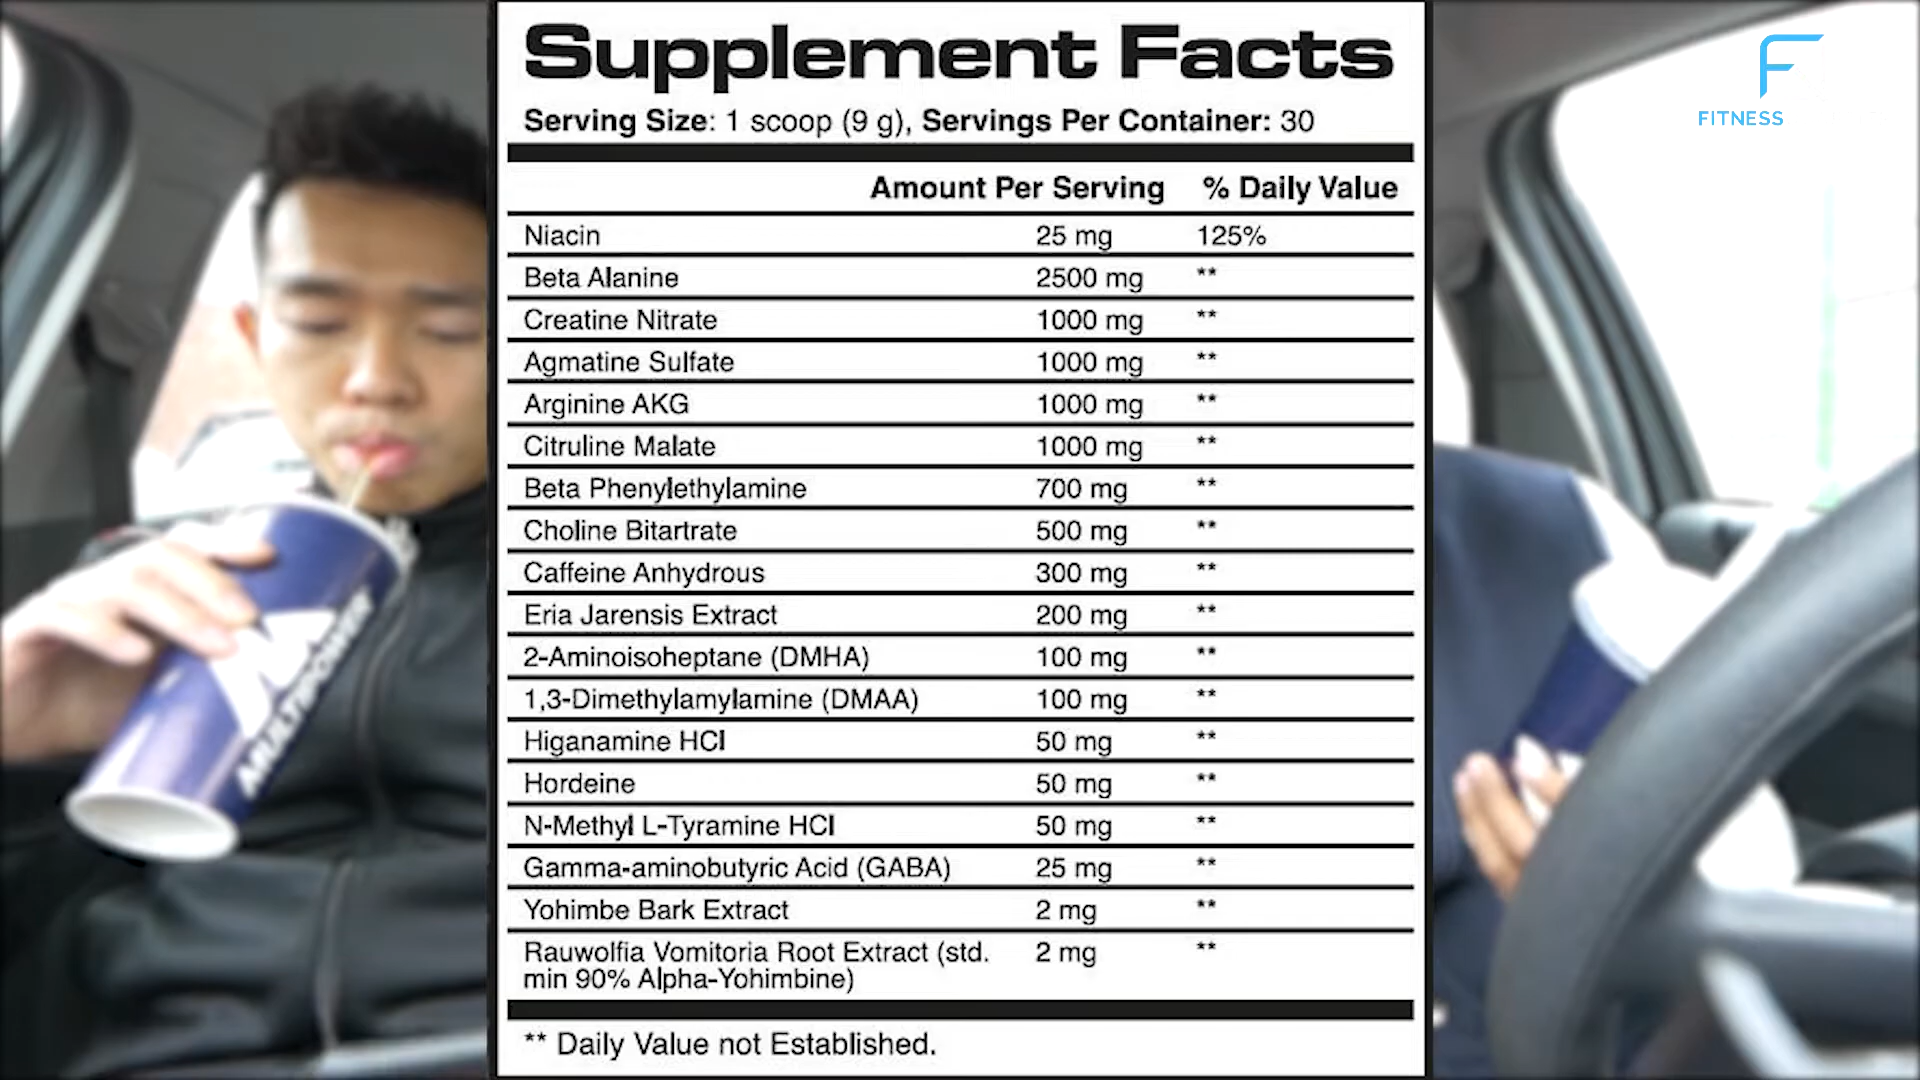 Supplement Facts
Serving Size: 1 scoop (9 g), Servings Per Container: 30
Amount Per Serving % Daily Value
Niacin 25 mg 125%
Beta Alanine 2500 mg **
Creatine Nitrate 1000 mg **
Agmatine Sulfate 1000 mg **
Arginine AKG 1000 mg **
Citruline Malate 1000 mg **
Beta Phenylethylamine 700 mg **
Choline Bitartrate 500 mg **
Caffeine Anhydrous 300 mg **
Eria Jarensis Extract 200 mg **
2-Aminoisoheptane (DMHA) 100 mg **
1,3-Dimethylamylamine (DMAA) 100 mg **
Higanamine HCl 50 mg **
Hordeine 50 mg **
N-Methyl L-Tyramine HCl 50 mg **
Gamma-aminobutyric Acid (GABA) 25 mg **
Yohimbe Bark Extract 2 mg **
Rauwolfia Vomitoria Root Extract (std. 2 mg **
min 90% Alpha-Yohimbine)
** Daily Value not Established.
MULTIPOWER
FITNESS